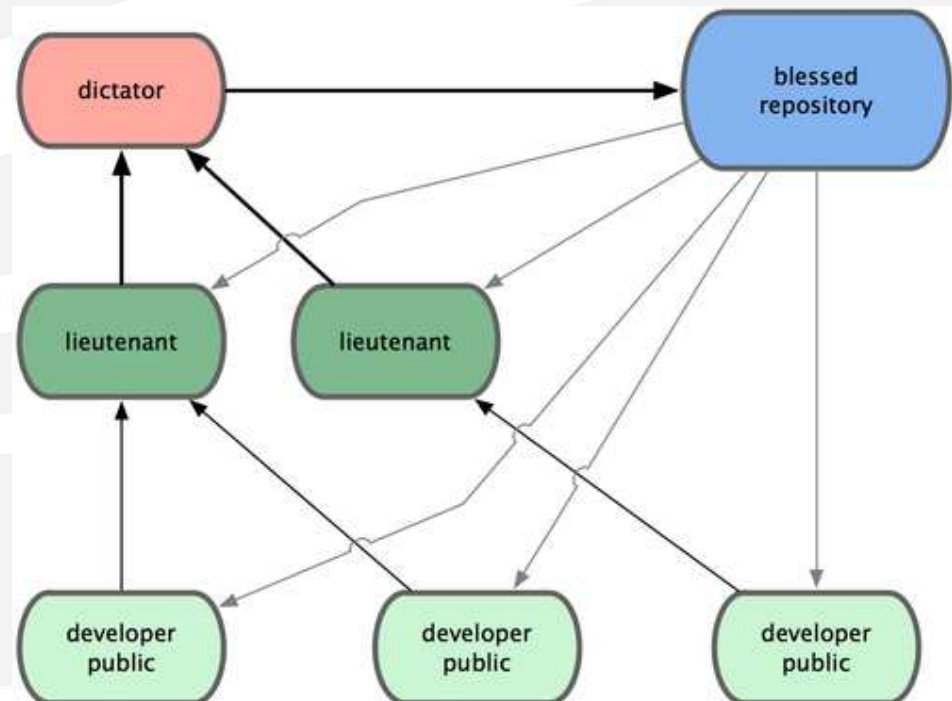 dictator
blessed
repository
lieutenant
lieutenant
developer
public
developer
public
developer
public